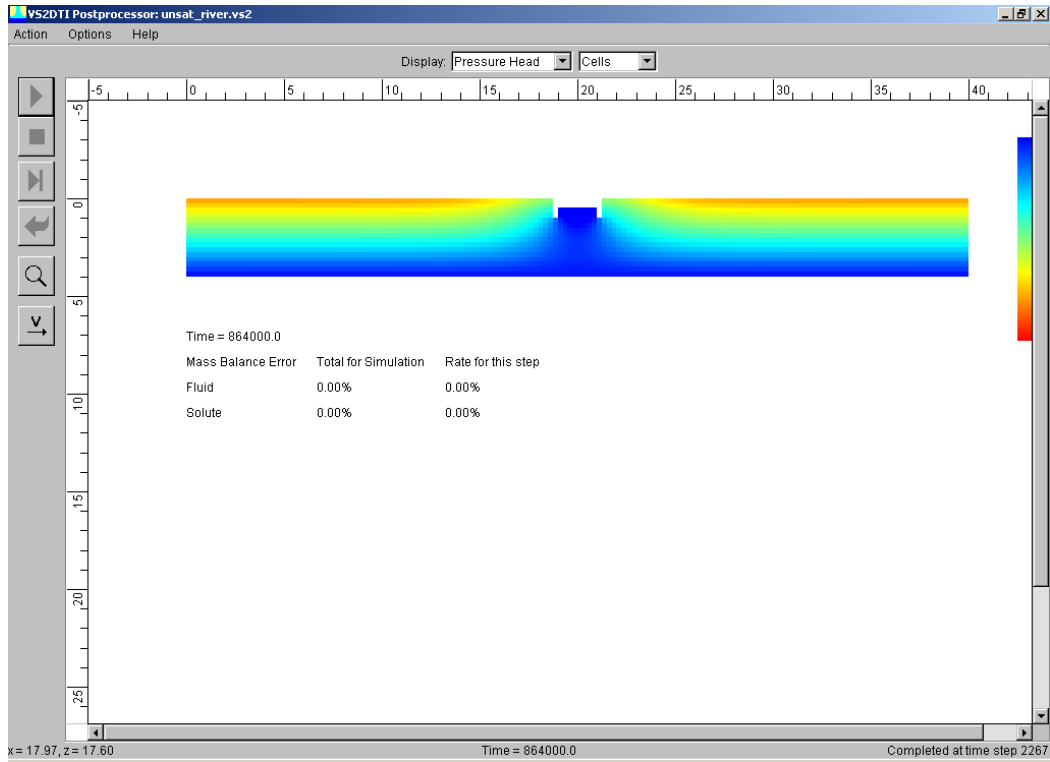 VS2DTI Postprocessor: unsat_river.vs2
Action Options Help
Display: Pressure Head Cells
-5 0 5 10 15 20 25 30 35 40
-5
0
5
10
15
20
25
Time = 864000.0
Mass Balance Error Total for Simulation Rate for this step
Fluid 0.00% 0.00%
Solute 0.00% 0.00%
V
x = 17.97, z = 17.60 Time = 864000.0 Completed at time step 2267